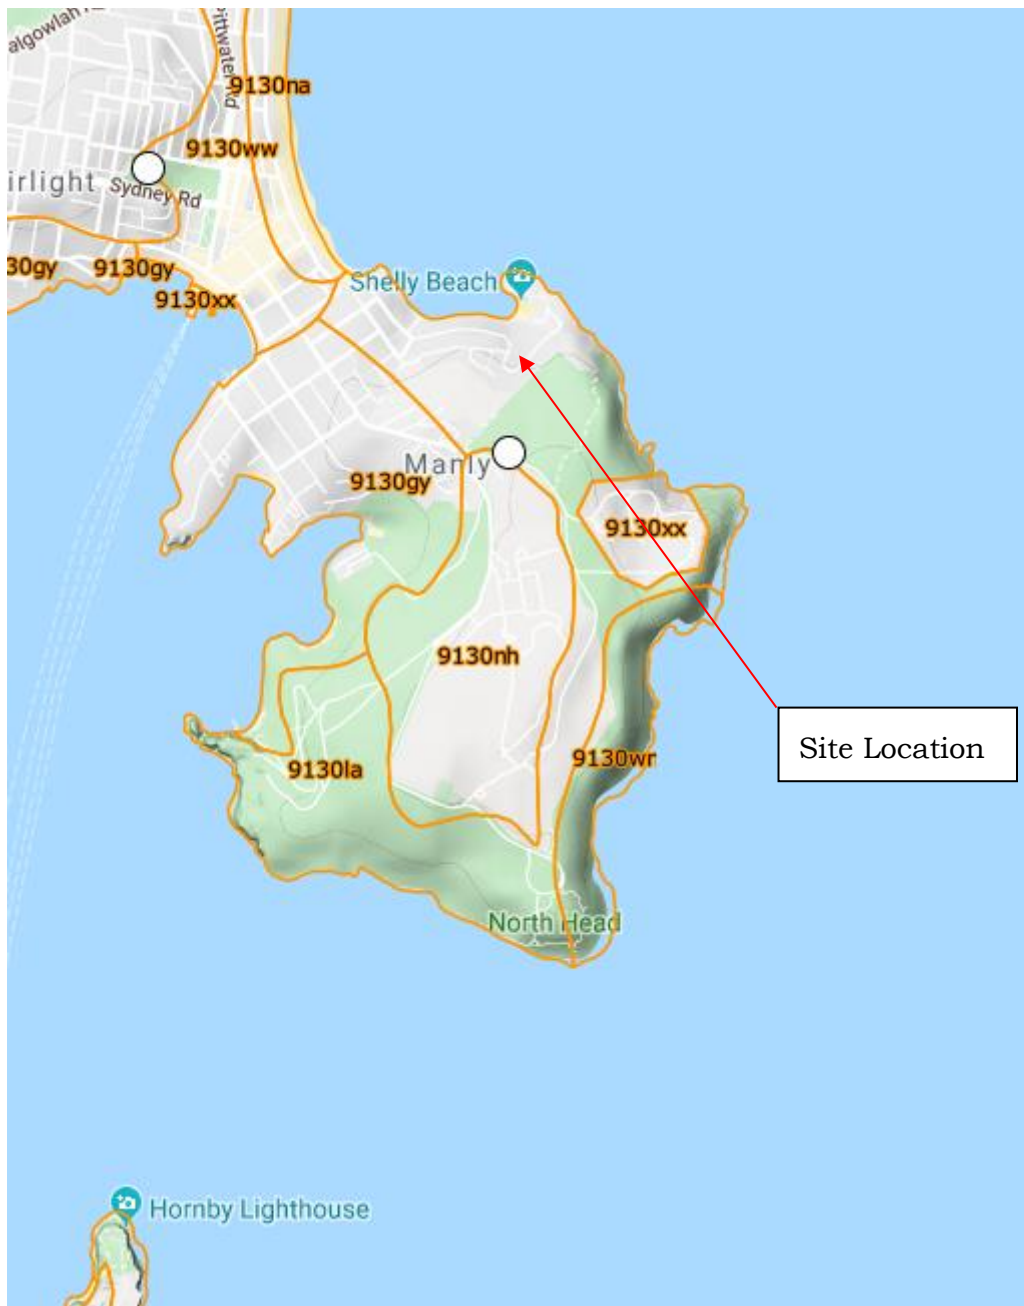 algowlah
Pittwater Rd
9130na
9130ww
irlight
Sydney Rd
30gy
9130gy
9130xx
Shelly Beach
Manly
9130gy
9130xx
9130nh
9130wr
9130la
Site Location
North Head
Hornby Lighthouse